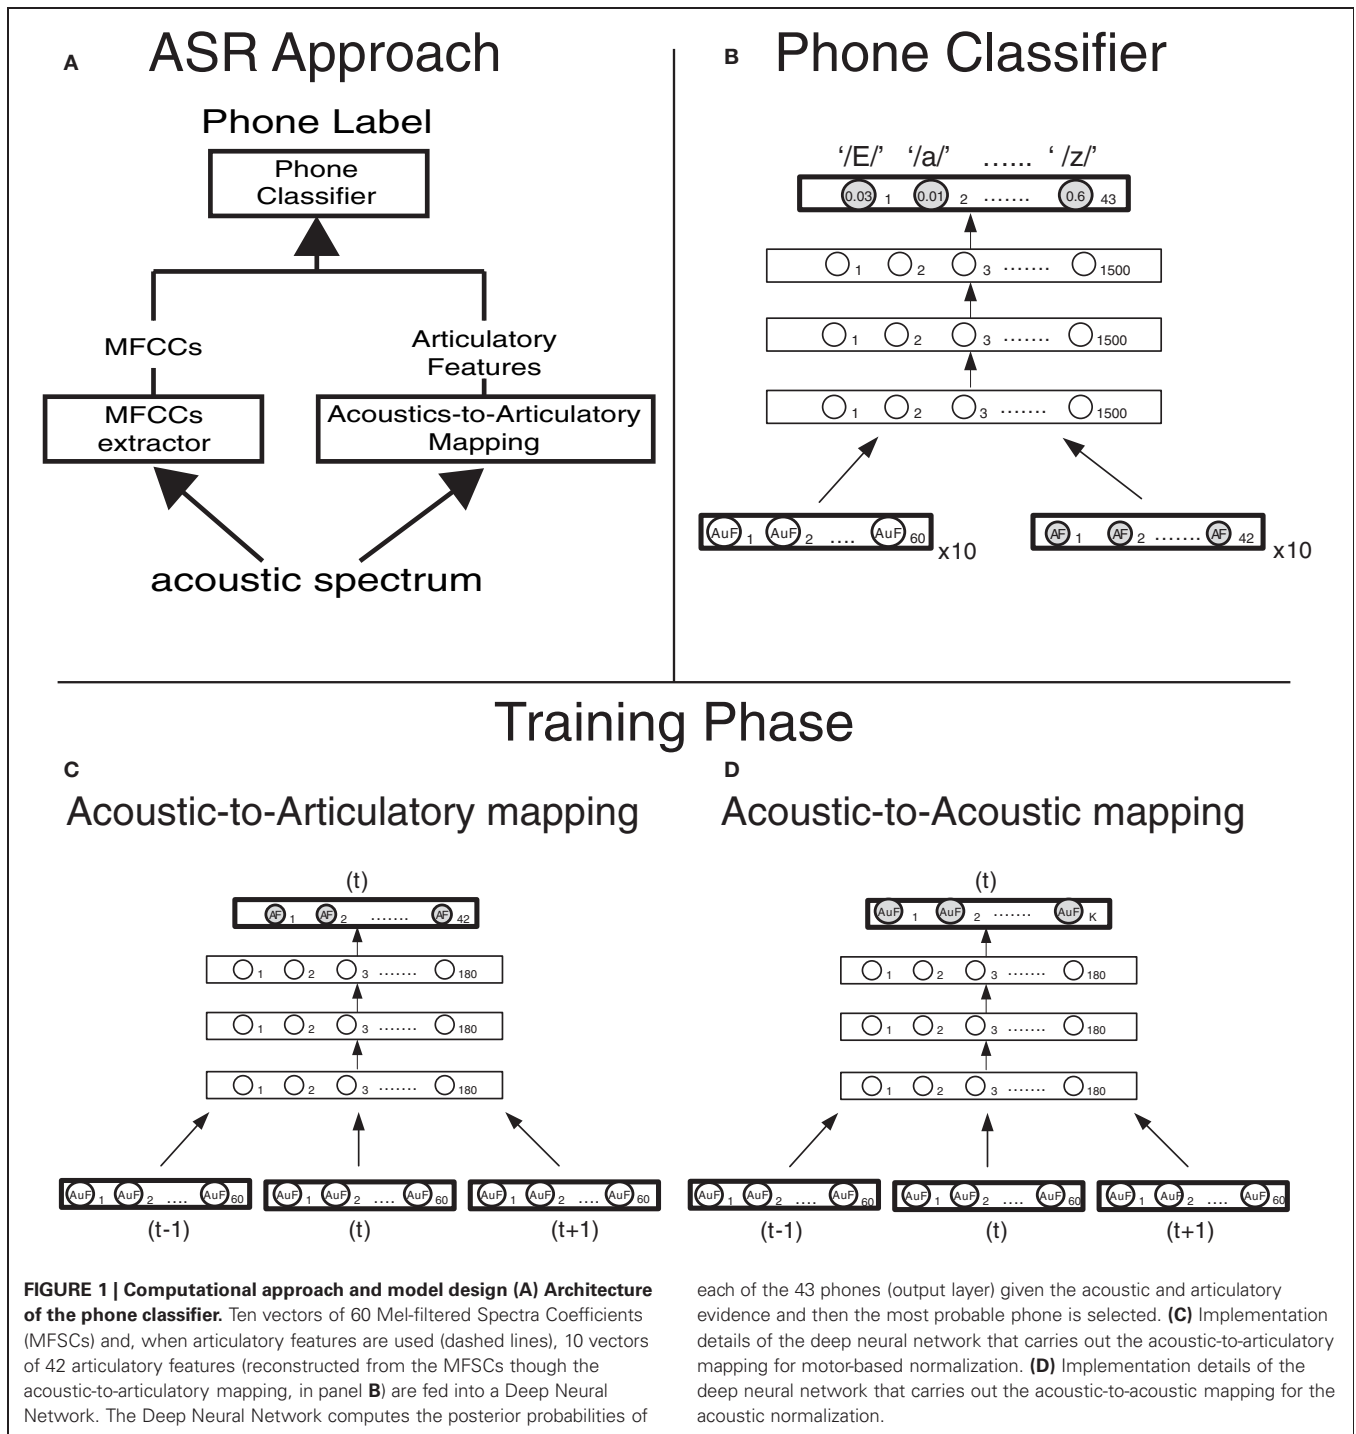 A
ASR Approach
Phone Label
Phone
Classifier
MFCCs
Articulatory
Features
MFCCs
extractor
Acoustics-to-Articulatory
Mapping
acoustic spectrum
B
Phone Classifier
‘/E/’ ‘/a/’ …... ‘ /z/’
0.03 1 0.01 2 ....... 0.6 43
1 2 3 ....... 1500
1 2 3 ....... 1500
1 2 3 ....... 1500
AuF 1 AuF 2 .... AuF 60 x10
AF 1 AF 2 ....... AF 42 x10
Training Phase
C
Acoustic-to-Articulatory mapping
(t)
AF 1 AF 2 ....... AF 42
1 2 3 ....... 180
1 2 3 ....... 180
1 2 3 ....... 180
AuF 1 AuF 2 .... AuF 60
AuF 1 AuF 2 .... AuF 60
AuF 1 AuF 2 .... AuF 60
(t-1) (t) (t+1)
D
Acoustic-to-Acoustic mapping
(t)
AuF 1 AuF 2 ....... AuF K
1 2 3 ....... 180
1 2 3 ....... 180
1 2 3 ....... 180
AuF 1 AuF 2 .... AuF 60
AuF 1 AuF 2 .... AuF 60
AuF 1 AuF 2 .... AuF 60
(t-1) (t) (t+1)
FIGURE 1 | Computational approach and model design (A) Architecture
of the phone classifier. Ten vectors of 60 Mel-filtered Spectra Coefficients
(MFSCs) and, when articulatory features are used (dashed lines), 10 vectors
of 42 articulatory features (reconstructed from the MFSCs though the
acoustic-to-articulatory mapping, in panel B) are fed into a Deep Neural
Network. The Deep Neural Network computes the posterior probabilities of
each of the 43 phones (output layer) given the acoustic and articulatory
evidence and then the most probable phone is selected. (C) Implementation
details of the deep neural network that carries out the acoustic-to-articulatory
mapping for motor-based normalization. (D) Implementation details of the
deep neural network that carries out the acoustic-to-acoustic mapping for the
acoustic normalization.